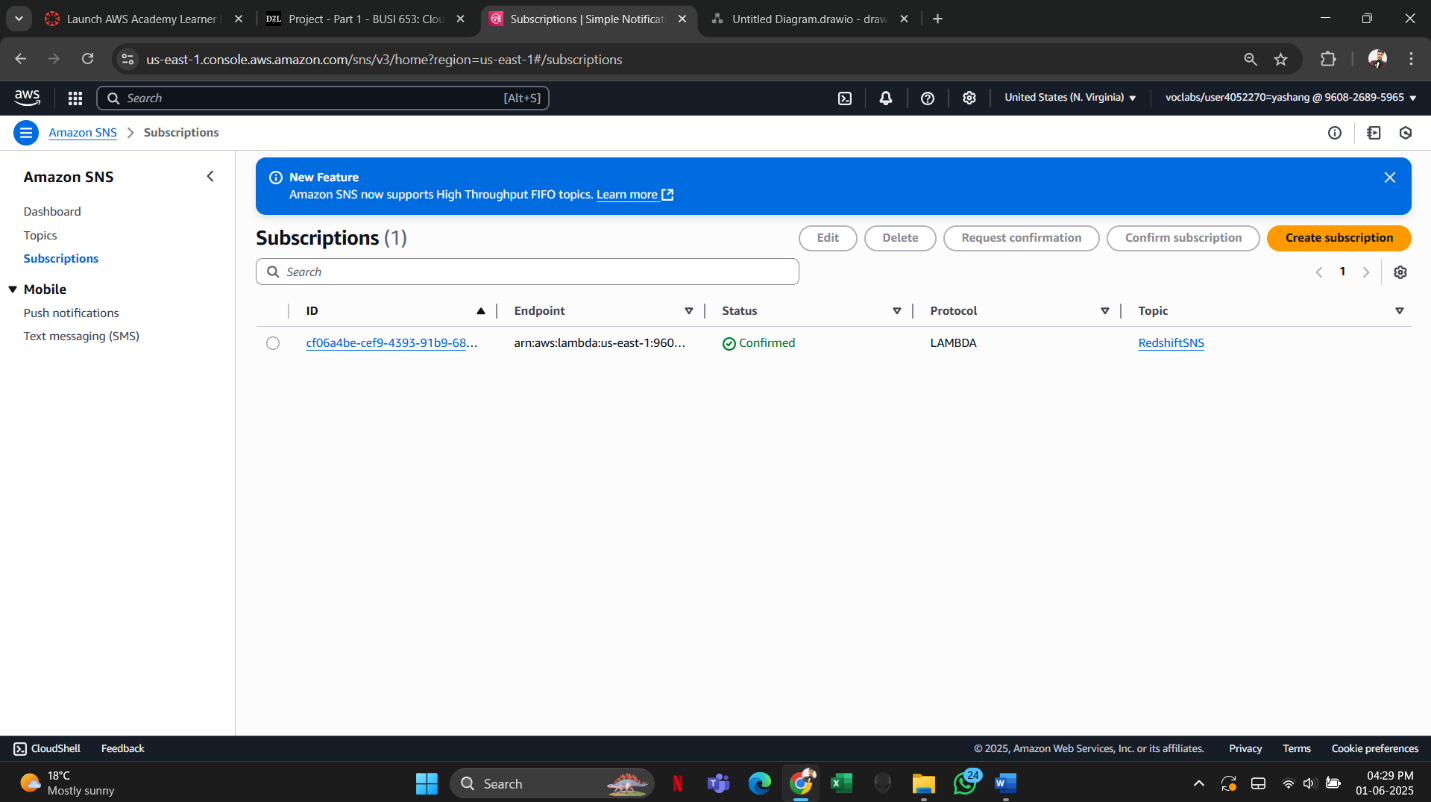 Launch AWS Academy Learner
D2L Project - Part 1 - BUSI 653: Clou
Subscriptions | Simple Notificati
Untitled Diagram.drawio - draw
us-east-1.console.aws.amazon.com/sns/v3/home?region=us-east-1#/subscriptions
aws
Search [Alt+S]
United States (N. Virginia)
voclabs/user4052270=yashang @ 9608-2689-5965
Amazon SNS
Subscriptions
Amazon SNS
Dashboard
Topics
Subscriptions
Mobile
Push notifications
Text messaging (SMS)
New Feature
Amazon SNS now supports High Throughput FIFO topics. Learn more
Subscriptions (1)
Edit
Delete
Request confirmation
Confirm subscription
Create subscription
Search
1
ID Endpoint Status Protocol Topic
cf06a4be-cef9-4393-91b9-68... arn:aws:lambda:us-east-1:960... Confirmed LAMBDA RedshiftSNS
CloudShell Feedback
© 2025, Amazon Web Services, Inc. or its affiliates. Privacy Terms Cookie preferences
18°C
Mostly sunny
Search
24
04:29 PM
01-06-2025